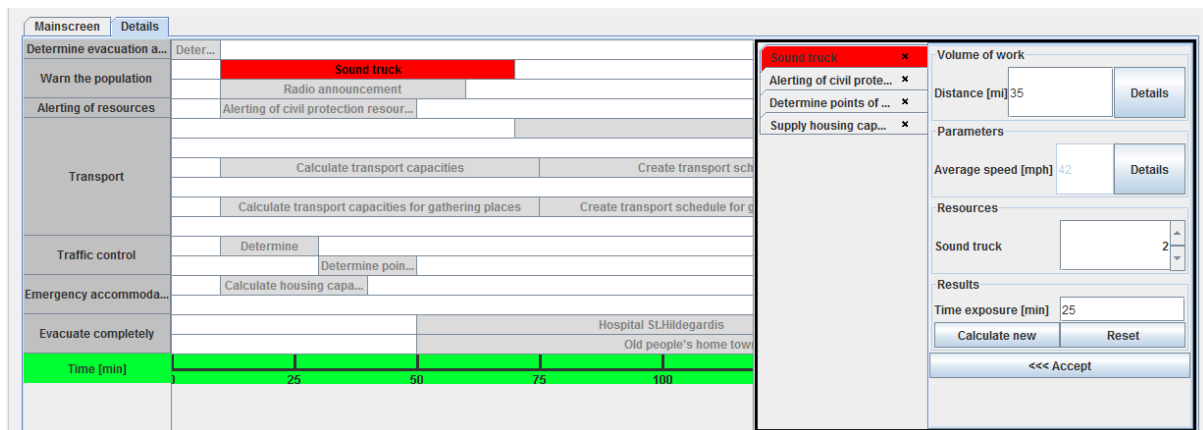 Mainscreen Details
Determine evacuation a... Deter...
Warn the population
Sound truck
Radio announcement
Alerting of resources
Alerting of civil protection resour...
Transport
Calculate transport capacities
Create transport sch
Calculate transport capacities for gathering places
Create transport schedule for g
Traffic control
Determine
Determine poin...
Emergency accommoda...
Calculate housing capa...
Evacuate completely
Hospital St.Hildegardis
Old people's home tow
Time [min]
0 25 50 75 100
Sound truck ×
Alerting of civil prote... ×
Determine points of ... ×
Supply housing cap... ×
Volume of work
Distance [mi] 35 Details
Parameters
Average speed [mph] 42 Details
Resources
Sound truck 2
Results
Time exposure [min] 25
Calculate new Reset
<<< Accept